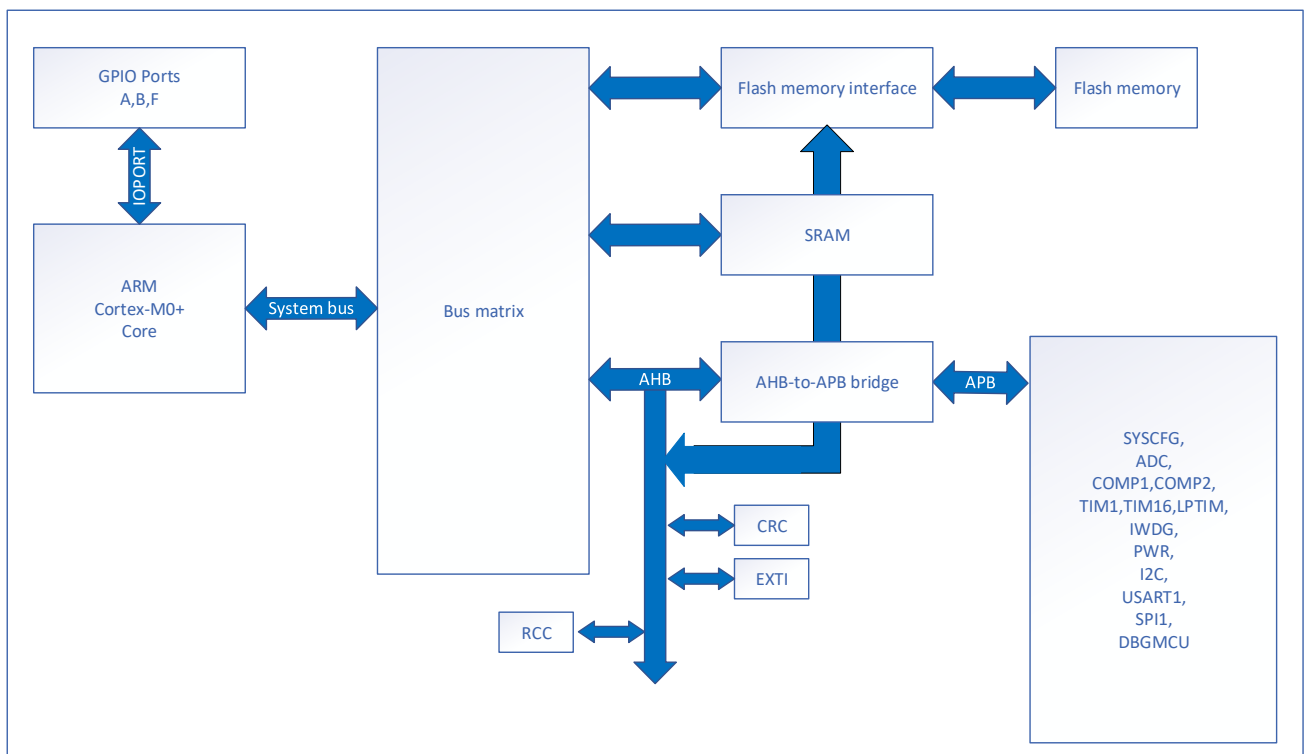 GPIO Ports
A,B,F
IOPORT
ARM
Cortex-M0+
Core
System bus
Bus matrix
Flash memory interface
Flash memory
SRAM
AHB
AHB-to-APB bridge
APB
SYSCFG,
ADC,
COMP1,COMP2,
TIM1,TIM16,LPTIM,
IWDG,
PWR,
I2C,
USART1,
SPI1,
DBGMCU
CRC
EXTI
RCC